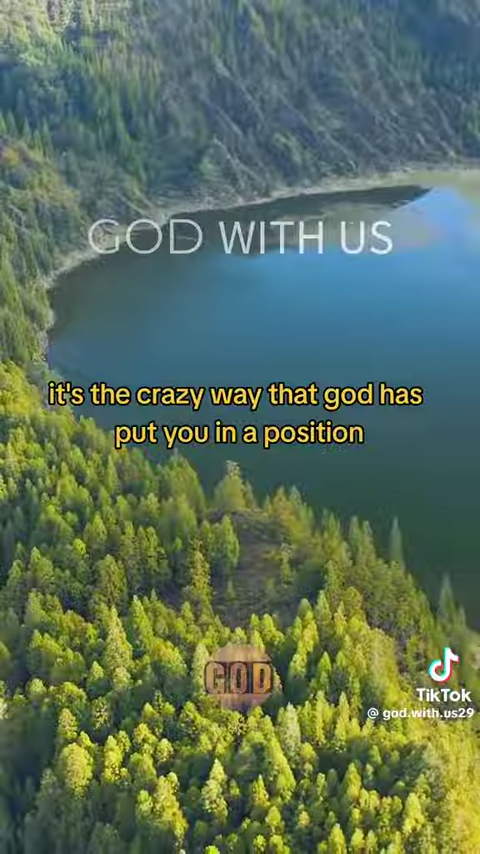 GOD WITH US
it's the crazy way that god has
put you in a position
GOD
TikTok
@ god.with.us29